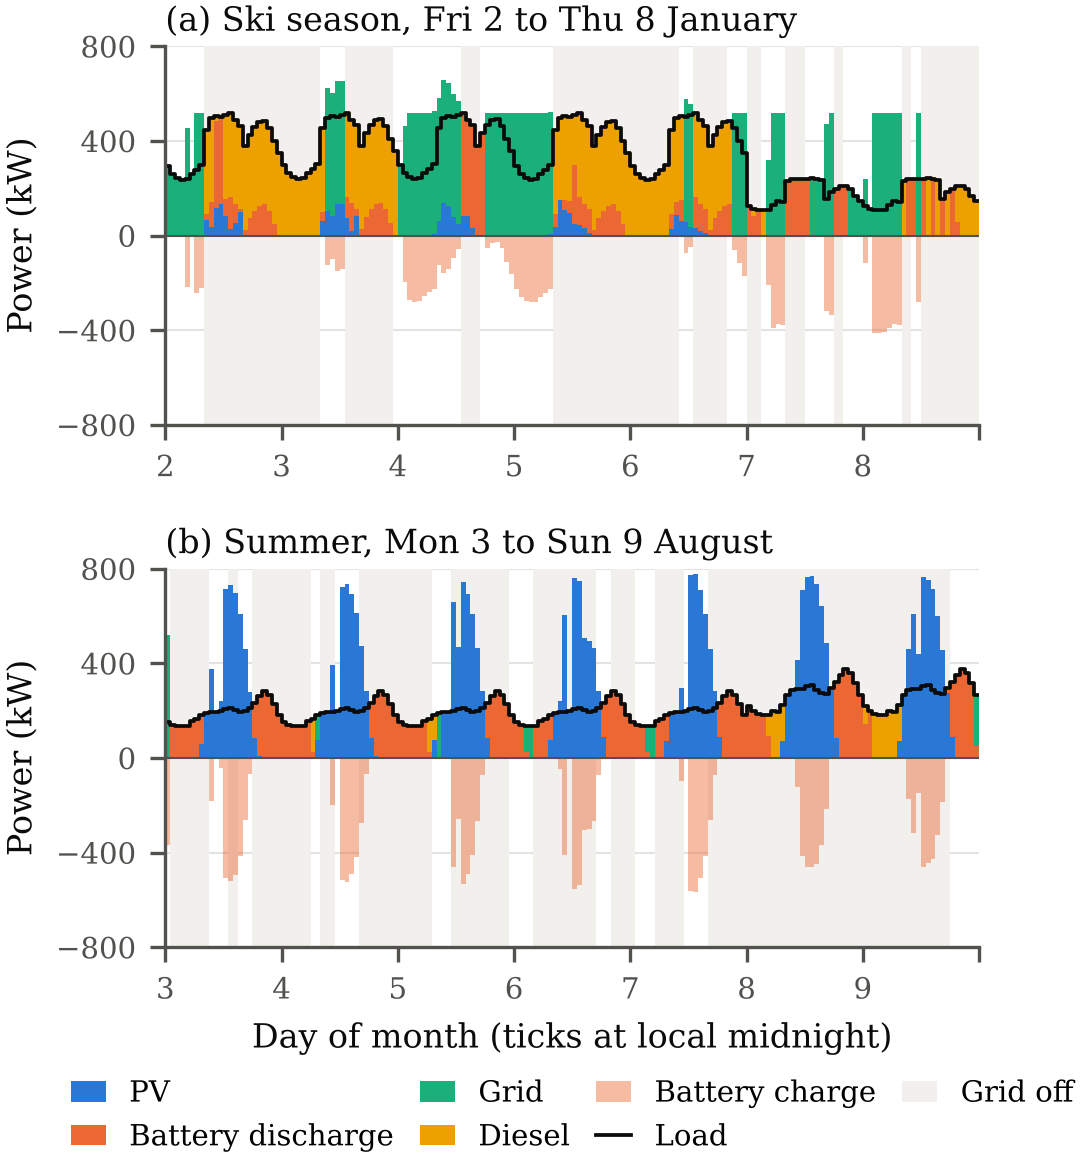 (a) Ski season, Fri 2 to Thu 8 January
800
400
0
−400
−800
Power (kW)
2 3 4 5 6 7 8
(b) Summer, Mon 3 to Sun 9 August
800
400
0
−400
−800
Power (kW)
3 4 5 6 7 8 9
Day of month (ticks at local midnight)
PV Grid Battery charge Grid off
Battery discharge Diesel Load